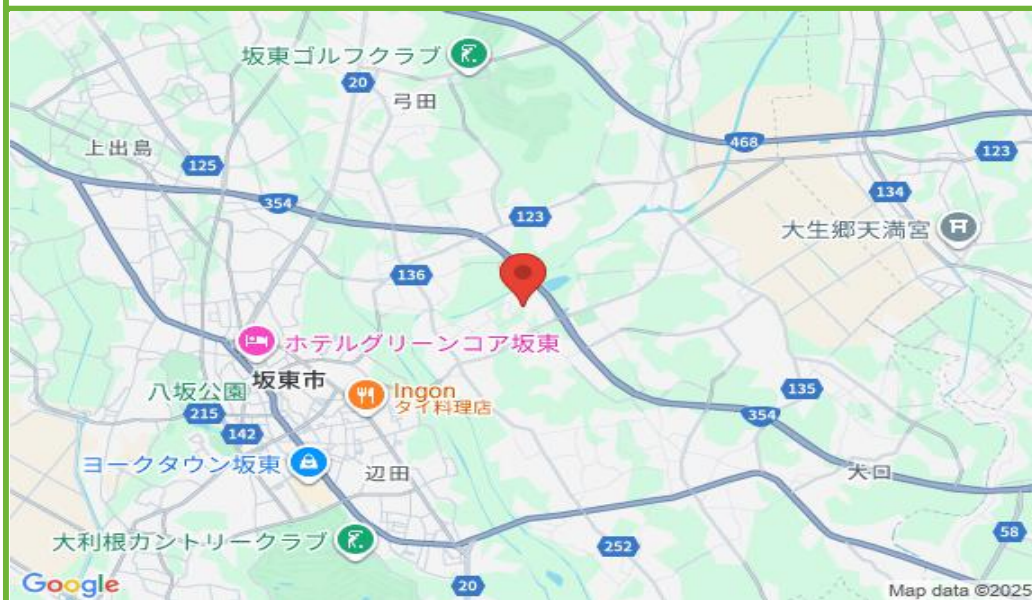 坂東ゴルフクラブ
20
弓田
上出島
125
468
123
134
354
123
大生郷天満宮
136
ホテルグリーンコア坂東
坂東市
Ingon
タイ料理店
八坂公園
215
142
135
354
ヨークタウン坂東
辺田
大口
大利根カントリークラブ
252
58
20
Google
Map data ©2025